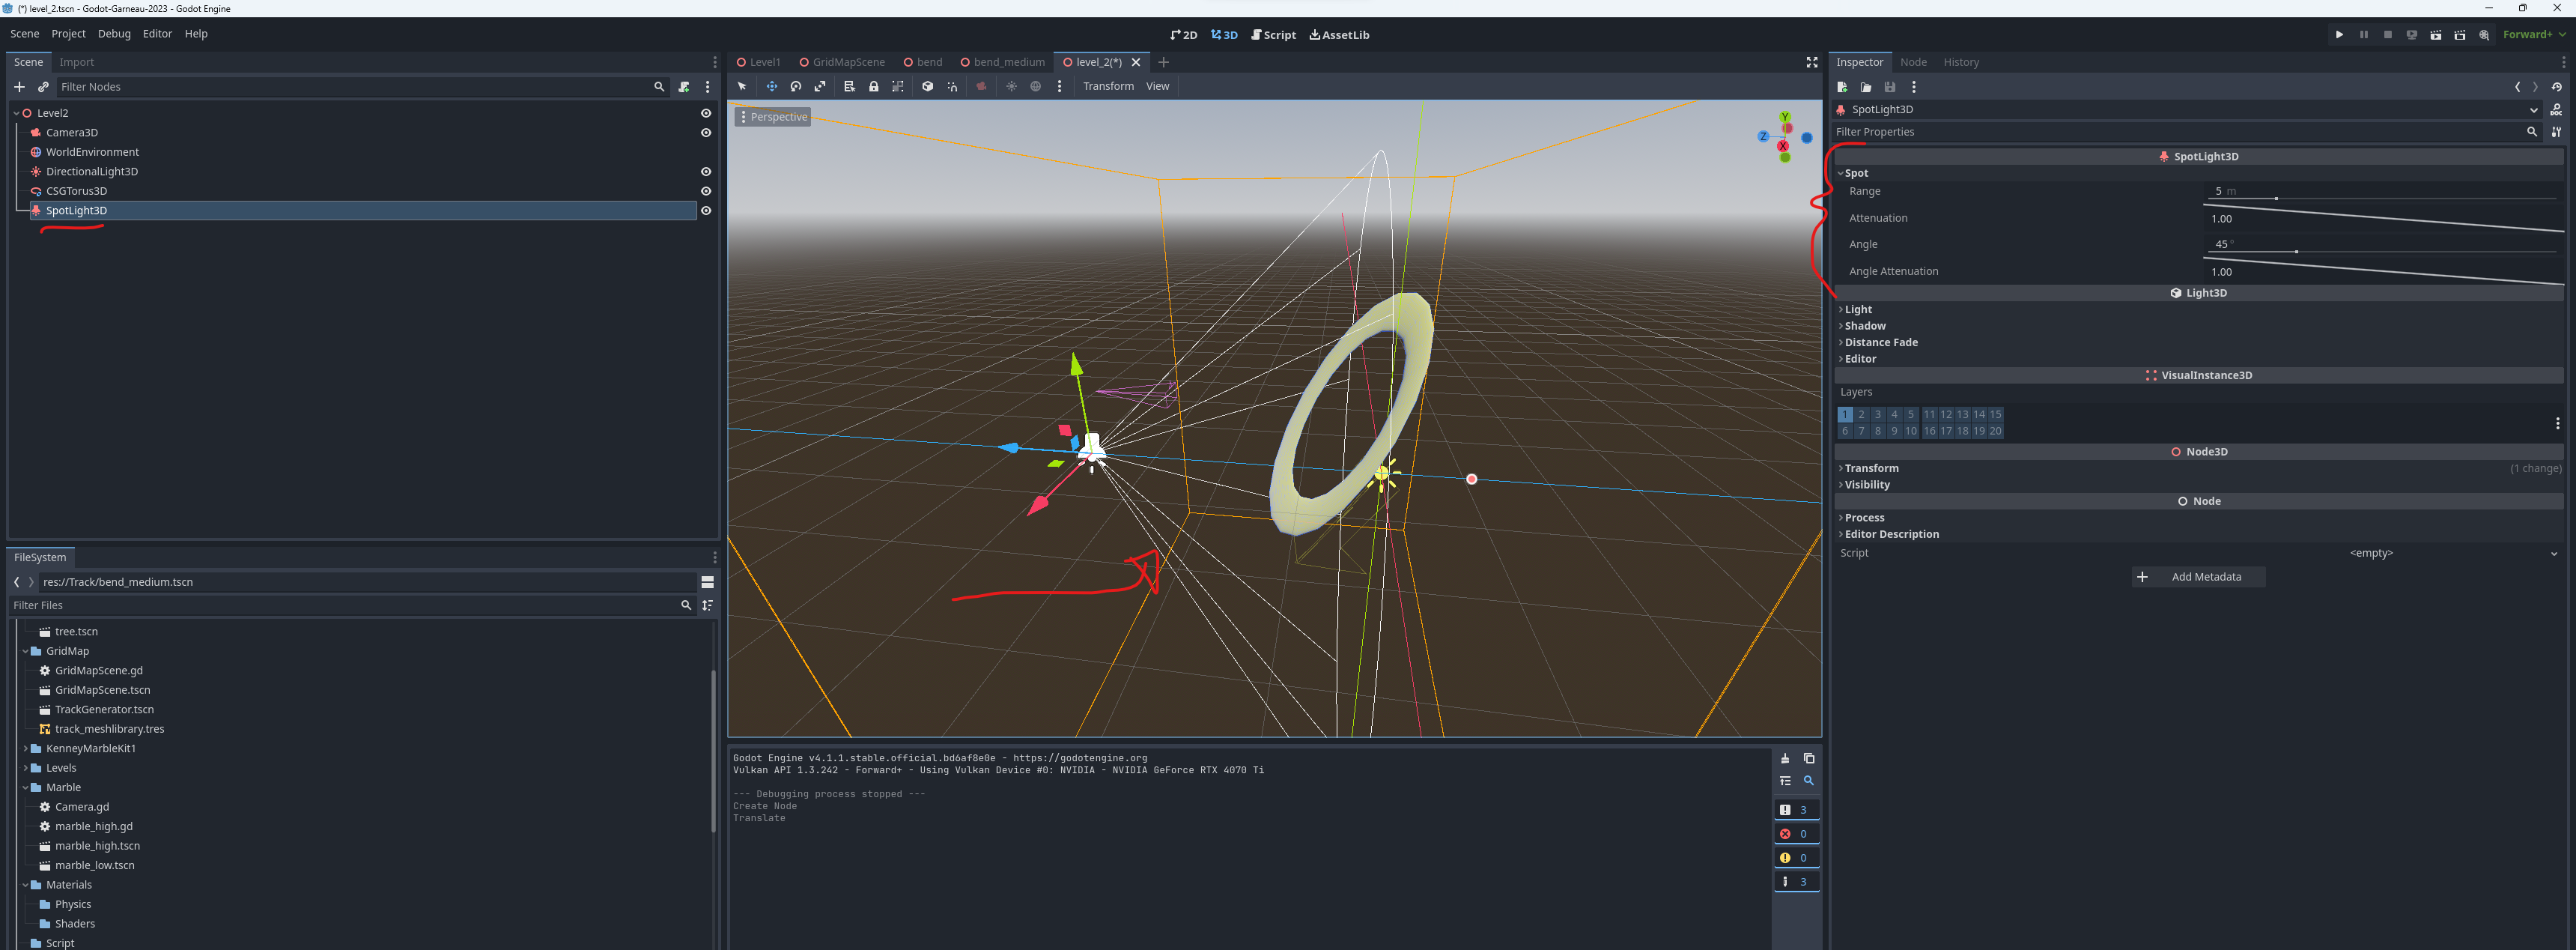 (*) level_2.tscn - Godot-Garneau-2023 - Godot Engine
Scene Project Debug Editor Help
2D 3D Script AssetLib
Forward+
Scene Import
Filter Nodes
Level2
Camera3D
WorldEnvironment
DirectionalLight3D
CSGTorus3D
SpotLight3D
FileSystem
res://Track/bend_medium.tscn
Filter Files
tree.tscn
GridMap
GridMapScene.gd
GridMapScene.tscn
TrackGenerator.tscn
track_meshlibrary.tres
KenneyMarbleKit1
Levels
Marble
Camera.gd
marble_high.gd
marble_high.tscn
marble_low.tscn
Materials
Physics
Shaders
Script
Level1 GridMapScene bend bend_medium level_2(*)
Transform View
Perspective
Y
Z
X
Godot Engine v4.1.1.stable.official.bd6af8e0e - https://godotengine.org
Vulkan API 1.3.242 - Forward+ - Using Vulkan Device #0: NVIDIA - NVIDIA GeForce RTX 4070 Ti
--- Debugging process stopped ---
Create Node
Translate
3
0
0
3
Inspector Node History
SpotLight3D
DOC
Filter Properties
SpotLight3D
Spot
Range 5 m
Attenuation 1.00
Angle 45 °
Angle Attenuation 1.00
Light3D
Light
Shadow
Distance Fade
Editor
VisualInstance3D
Layers
1 2 3 4 5 11 12 13 14 15
6 7 8 9 10 16 17 18 19 20
Node3D
Transform (1 change)
Visibility
Node
Process
Editor Description
Script <empty>
Add Metadata